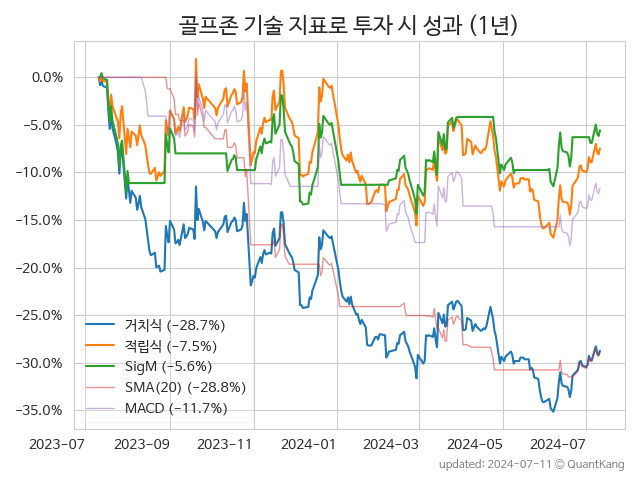 골프존 기술 지표로 투자 시 성과 (1년)
0.0%
−5.0%
−10.0%
−15.0%
−20.0%
−25.0%
−30.0%
−35.0%
거치식 (−28.7%)
적립식 (−7.5%)
SigM (−5.6%)
SMA(20) (−28.8%)
MACD (−11.7%)
2023-07 2023-09 2023-11 2024-01 2024-03 2024-05 2024-07
updated: 2024-07-11 © QuantKang